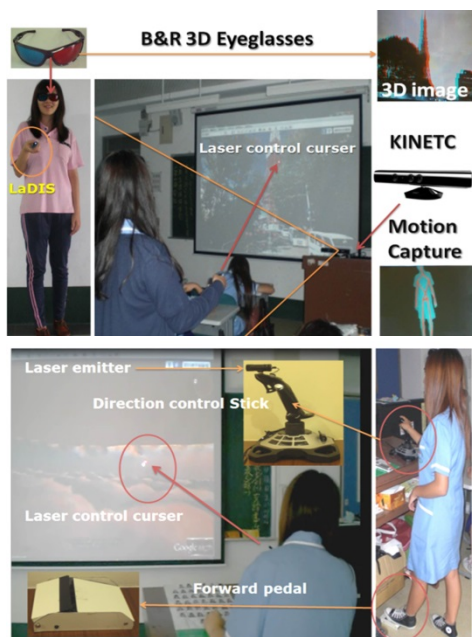 B&R 3D Eyeglasses
3D image
Laser control curser
KINETC
LaDIS
Motion
Capture
Laser emitter
Direction control Stick
Laser control curser
Google
Forward pedal